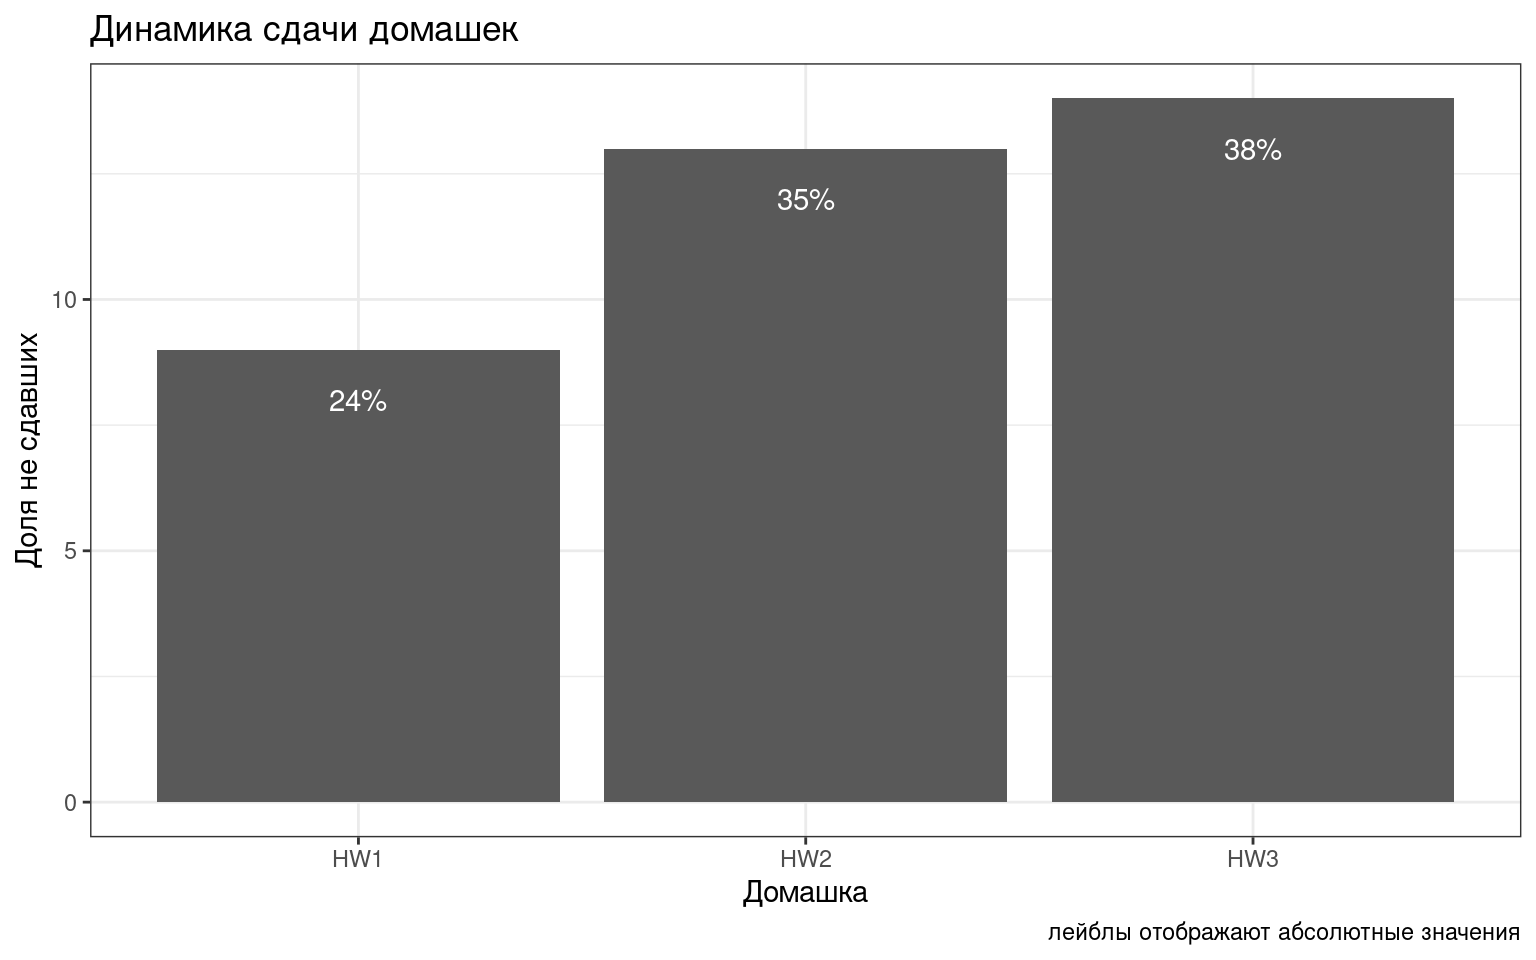 Динамика сдачи домашек
38%
35%
24%
10
5
0
Доля не сдавших
HW1 HW2 HW3
Домашка
лейблы отображают абсолютные значения